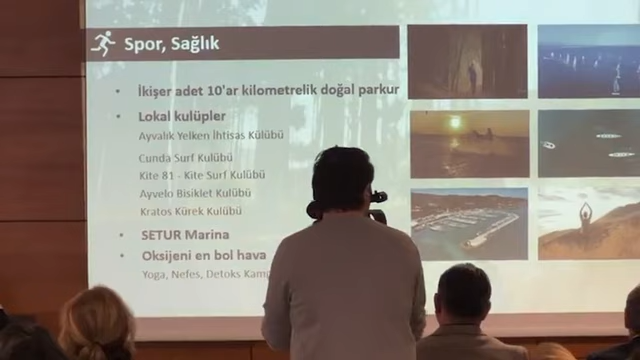 Spor, Sağlık
İkişer adet 10'ar kilometrelik doğal parkur
Lokal kulüpler
Ayvalık Yelken İhtisas Kulübü
Cunda Surf Kulübü
Kite 81 - Kite Surf Kulübü
Ayvelo Bisiklet Kulübü
Kratos Kürek Kulübü
SETUR Marina
Oksijeni en bol hava
Yoga, Nefes, Detoks